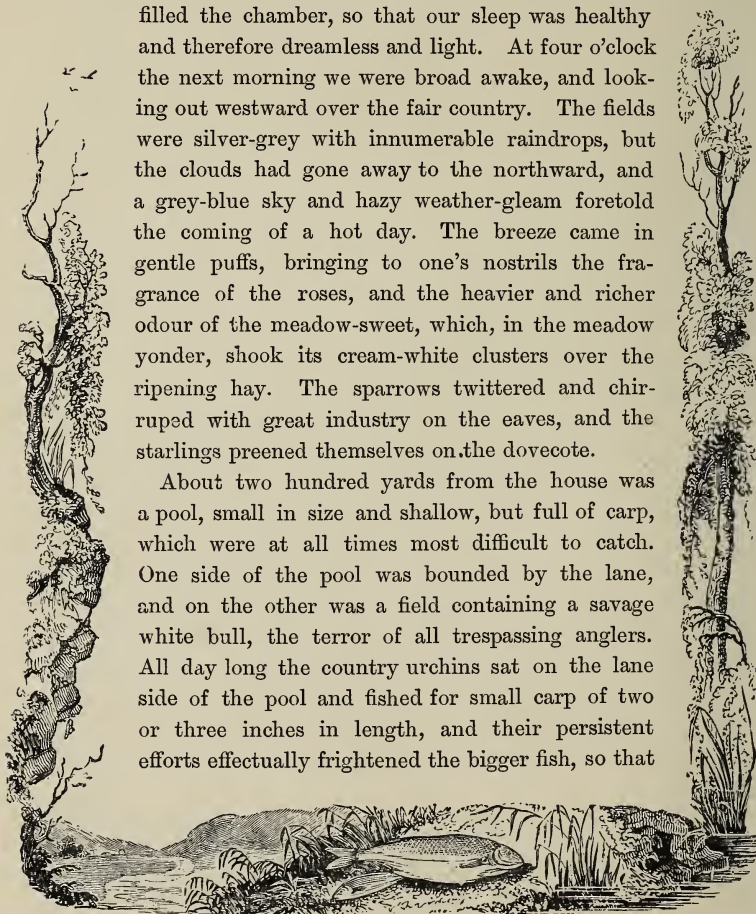 filled the chamber, so that our sleep was healthy
and therefore dreamless and light. At four o'clock
the next morning we were broad awake, and look-
ing out westward over the fair country. The fields
were silver-grey with innumerable raindrops, but
the clouds had gone away to the northward, and
a grey-blue sky and hazy weather-gleam foretold
the coming of a hot day. The breeze came in
gentle puffs, bringing to one's nostrils the fra-
grance of the roses, and the heavier and richer
odour of the meadow-sweet, which, in the meadow
yonder, shook its cream-white clusters over the
ripening hay. The sparrows twittered and chir-
ruped with great industry on the eaves, and the
starlings preened themselves on.the dovecote.
About two hundred yards from the house was
a pool, small in size and shallow, but full of carp,
which were at all times most difficult to catch.
One side of the pool was bounded by the lane,
and on the other was a field containing a savage
white bull, the terror of all trespassing anglers.
All day long the country urchins sat on the lane
side of the pool and fished for small carp of two
or three inches in length, and their persistent
efforts effectually frightened the bigger fish, so that